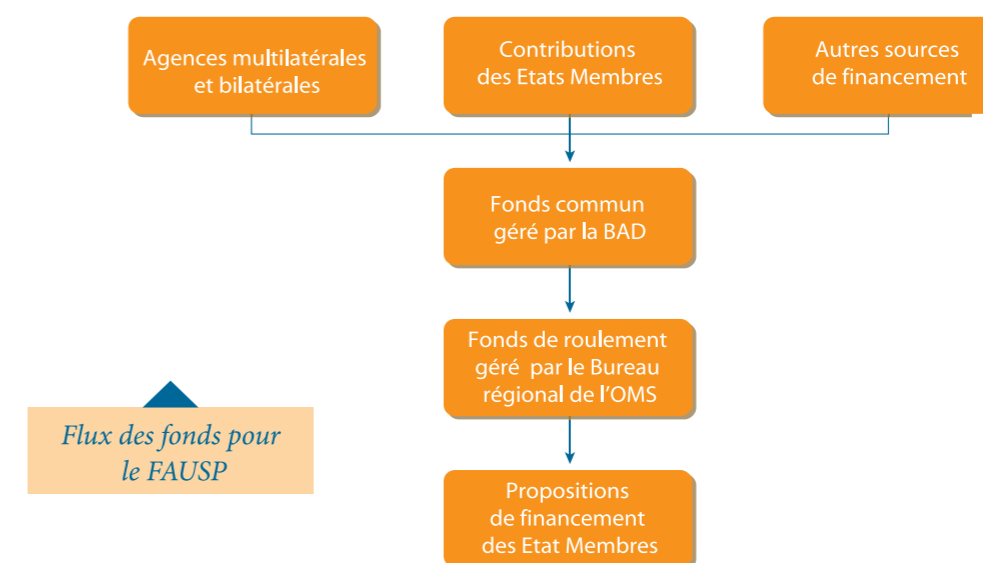 Agences multilatérales
et bilatérales
Contributions
des Etats Membres
Autres sources
de financement
Fonds commun
géré par la BAD
Fonds de roulement
géré par le Bureau
régional de l’OMS
Flux des fonds pour
le FAUSP
Propositions
de financement
des Etat Membres